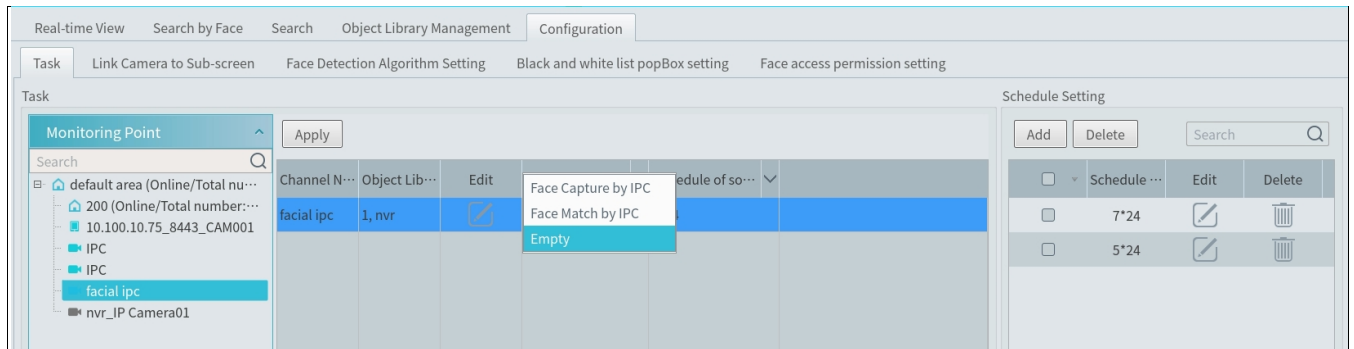 Real-time View Search by Face Search Object Library Management Configuration
Task Link Camera to Sub-screen Face Detection Algorithm Setting Black and white list popBox setting Face access permission setting
Task Schedule Setting
Monitoring Point Apply Add Delete Search
Search
Channel N··· Object Lib··· Edit edule of so··· Schedule ··· Edit Delete
default area (Online/Total nu···
Face Capture by IPC
200 (Online/Total number:···
facial ipc 1, nvr Face Match by IPC 7*24
10.100.10.75_8443_CAM001
Empty
IPC 5*24
IPC
facial ipc
nvr_IP Camera01